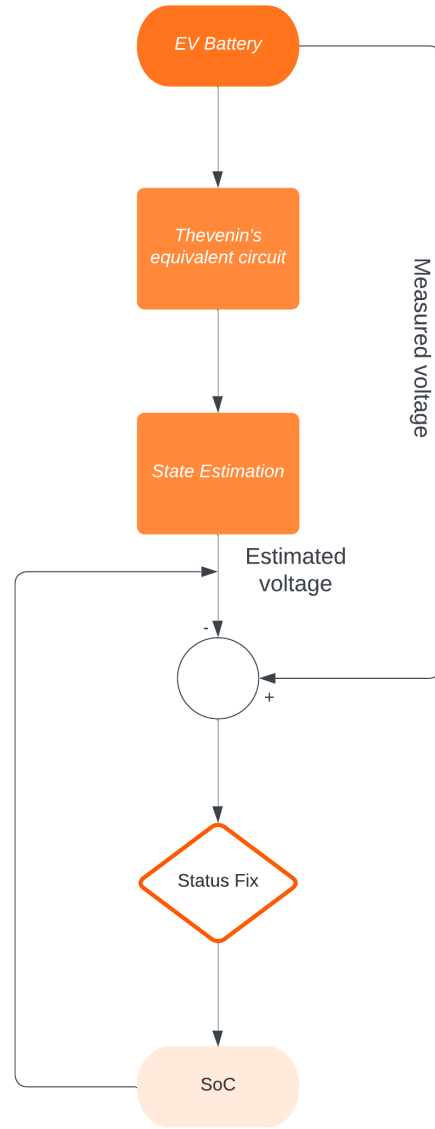 EV Battery
Thevenin's
equivalent circuit
Measured voltage
State Estimation
Estimated
voltage
-
+
Status Fix
SoC